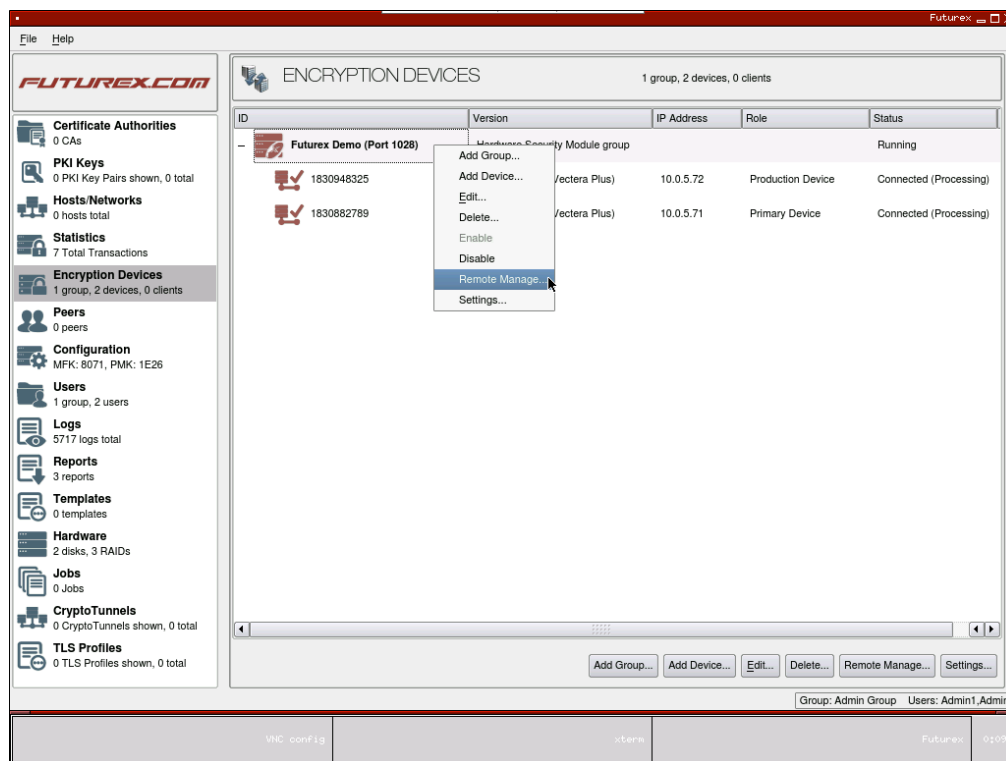 Futurex
File Help
FUTUREX.COM
ENCRYPTION DEVICES
1 group, 2 devices, 0 clients
Certificate Authorities
0 CAs
PKI Keys
0 PKI Key Pairs shown, 0 total
Hosts/Networks
0 hosts total
Statistics
7 Total Transactions
Encryption Devices
1 group, 2 devices, 0 clients
Peers
0 peers
Configuration
MFK: 8071, PMK: 1E26
Users
1 group, 2 users
Logs
5717 logs total
Reports
3 reports
Templates
0 templates
Hardware
2 disks, 3 RAIDs
Jobs
0 Jobs
CryptoTunnels
0 CryptoTunnels shown, 0 total
TLS Profiles
0 TLS Profiles shown, 0 total
ID Version IP Address Role Status
Futurex Demo (Port 1028) Hardware Security Module group Running
1830948325 Vectera Plus) 10.0.5.72 Production Device Connected (Processing)
1830882789 Vectera Plus) 10.0.5.71 Primary Device Connected (Processing)
Add Group...
Add Device...
Edit...
Delete...
Enable
Disable
Remote Manage...
Settings...
Add Group... Add Device... Edit... Delete... Remote Manage... Settings...
Group: Admin Group Users: Admin1,Admin
VNC config xterm Futurex